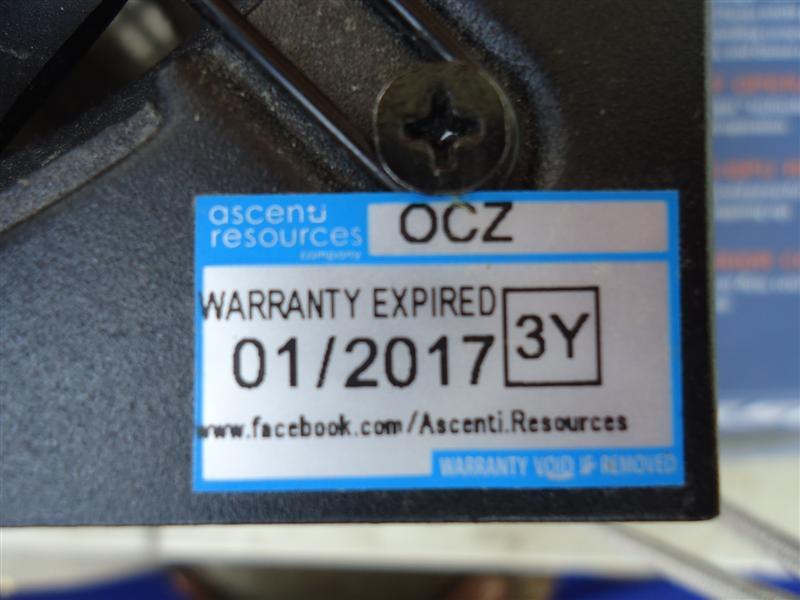 ascenti
resources
company
OCZ
WARRANTY EXPIRED
01/2017
3Y
www.facebook.com/Ascenti.Resources
WARRANTY VOID IF REMOVED